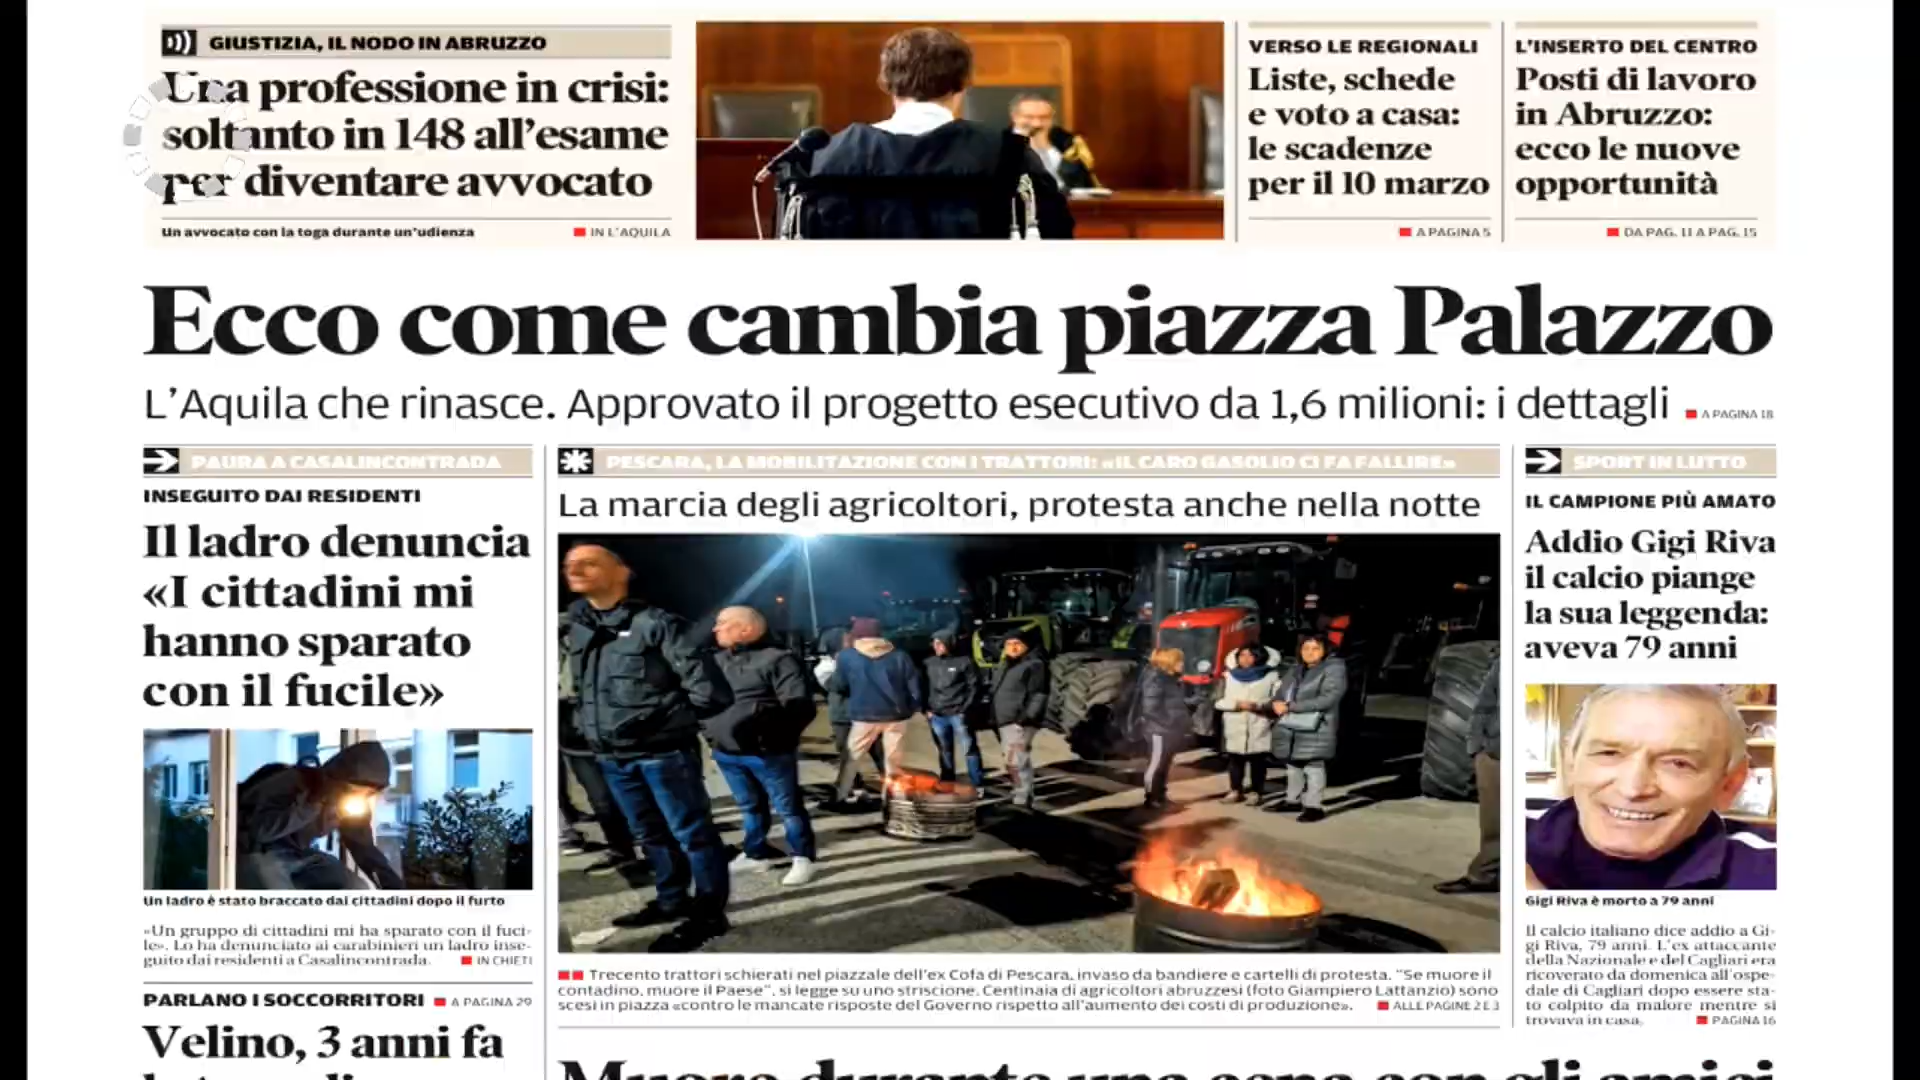 GIUSTIZIA, IL NODO IN ABRUZZO
Una professione in crisi:
soltanto in 148 all'esame
per diventare avvocato
Un avvocato con la toga durante un'udienza
IN L'AQUILA
VERSO LE REGIONALI
Liste, schede
e voto a casa:
le scadenze
per il 10 marzo
A PAGINA 5
L'INSERTO DEL CENTRO
Posti di lavoro
in Abruzzo:
ecco le nuove
opportunità
DA PAG. 11 A PAG. 15
Ecco come cambia piazza Palazzo
L'Aquila che rinasce. Approvato il progetto esecutivo da 1,6 milioni: i dettagli
A PAGINA 18
PAURA A CASALINCONTRADA
INSEGUITO DAI RESIDENTI
Il ladro denuncia
«I cittadini mi
hanno sparato
con il fucile»
Un ladro è stato braccato dai cittadini dopo il furto
«Un gruppo di cittadini mi ha sparato con il fuci-
le». Lo ha denunciato ai carabinieri un ladro inse-
guito dai residenti a Casalincontrada.
IN CHIETI
PARLANO I SOCCORRITORI
A PAGINA 29
Velino, 3 anni fa
PESCARA, LA MOBILITAZIONE CON I TRATTORI: «IL CARO GASOLIO CI FA FALLIRE»
La marcia degli agricoltori, protesta anche nella notte
Trecento trattori schierati nel piazzale dell'ex Cofa di Pescara, invaso da bandiere e cartelli di protesta. "Se muore il
contadino, muore il Paese", si legge su uno striscione. Centinaia di agricoltori abruzzesi (foto Giampiero Lattanzio) sono
scesi in piazza «contro le mancate risposte del Governo rispetto all'aumento dei costi di produzione».
ALLE PAGINE 2 E 3
Muore durante una cena con gli amici
SPORT IN LUTTO
IL CAMPIONE PIÙ AMATO
Addio Gigi Riva
il calcio piange
la sua leggenda:
aveva 79 anni
Gigi Riva è morto a 79 anni
Il calcio italiano dice addio a Gi-
gi Riva, 79 anni. L'ex attaccante
della Nazionale e del Cagliari era
ricoverato da domenica all'ospe-
dale di Cagliari dopo essere sta-
to colpito da malore mentre si
trovava in casa.
PAGINA 16